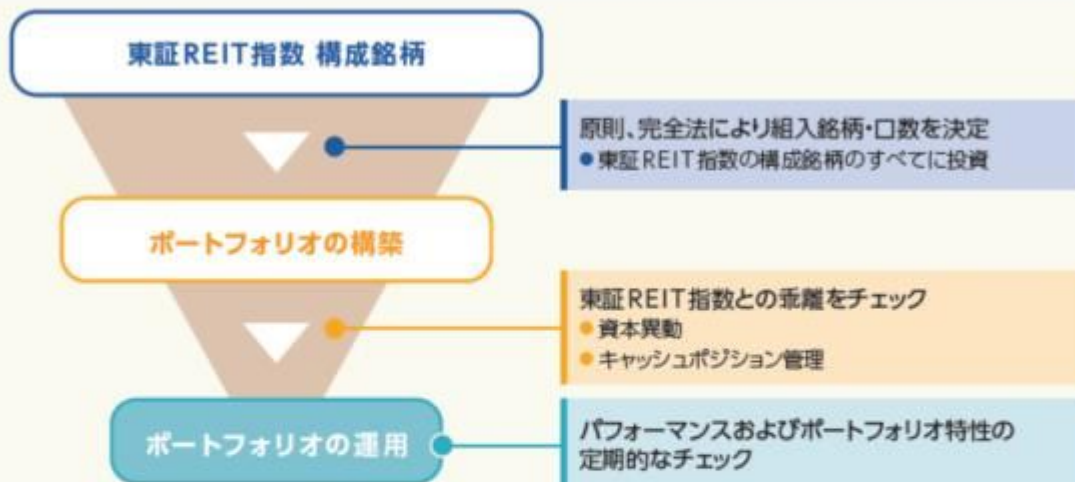 東証REIT指数 構成銘柄
原則、完全法により組入銘柄・口数を決定
●東証REIT指数の構成銘柄のすべてに投資
ポートフォリオの構築
東証REIT指数との乖離をチェック
●資本異動
●キャッシュポジション管理
ポートフォリオの運用
パフォーマンスおよびポートフォリオ特性の
定期的なチェック